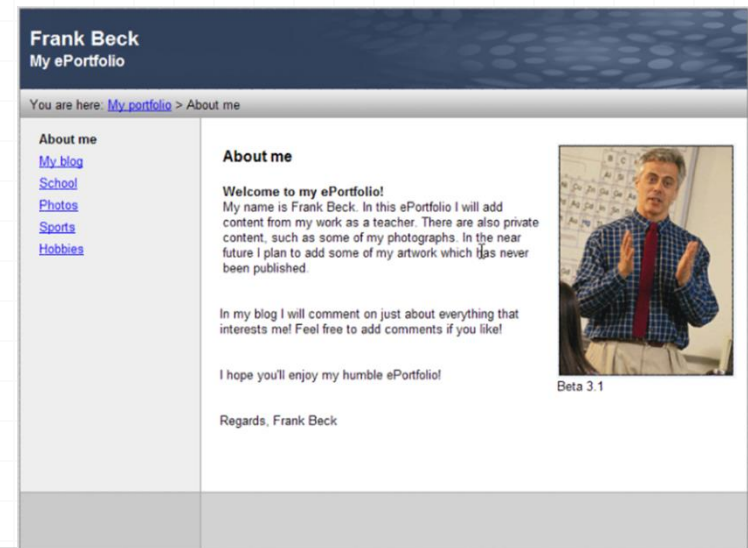 Frank Beck
My ePortfolio
You are here: My portfolio > About me
About me
My blog
School
Photos
Sports
Hobbies
About me
Welcome to my ePortfolio!
My name is Frank Beck. In this ePortfolio I will add
content from my work as a teacher. There are also private
content, such as some of my photographs. In the near
future I plan to add some of my artwork which has never
been published.
In my blog I will comment on just about everything that
interests me! Feel free to add comments if you like!
I hope you'll enjoy my humble ePortfolio!
Regards, Frank Beck
Beta 3.1